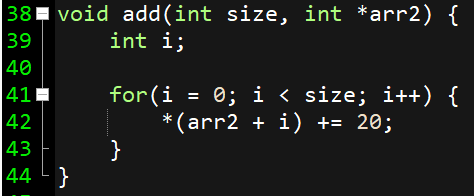 38 void add(int size, int *arr2) {
39     int i;
40
41     for(i = 0; i < size; i++) {
42         *(arr2 + i) += 20;
43     }
44 }